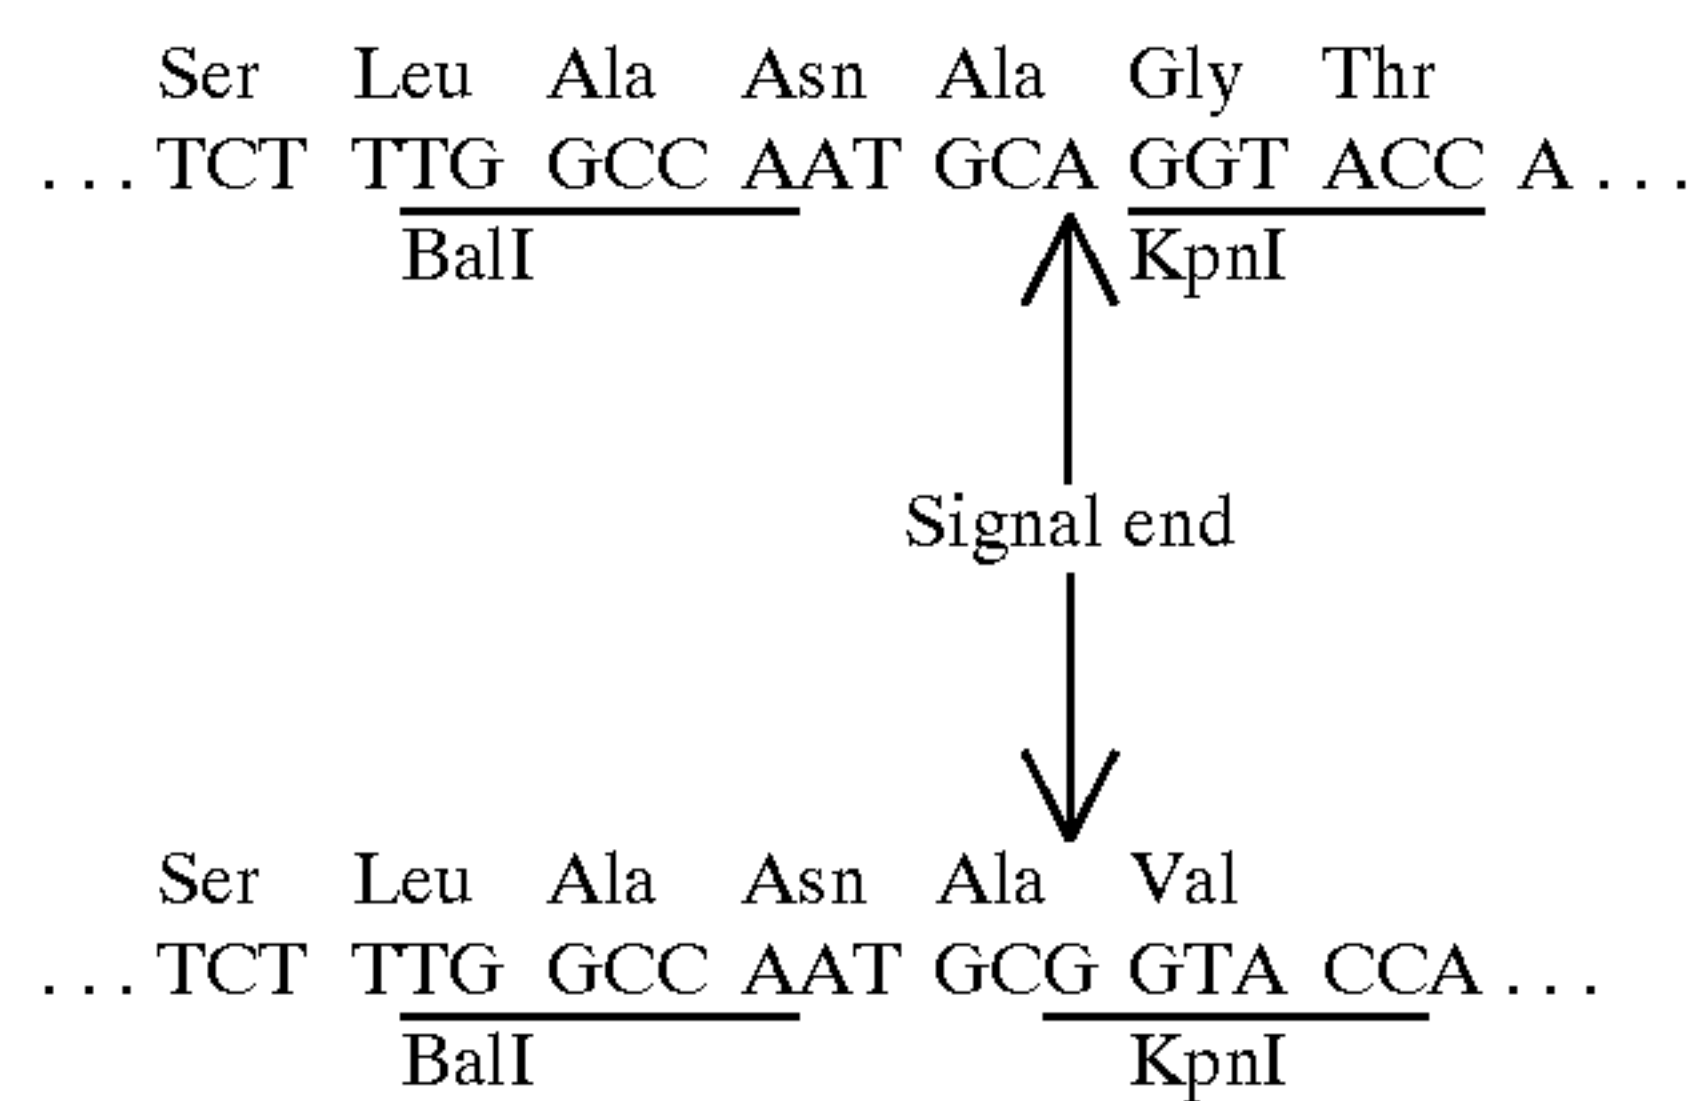 Ser Leu Ala Asn Ala Gly Thr
. . . TCT TTG GCC AAT GCA GGT ACC A . . .
BalI KpnI
Signal end
Ser Leu Ala Asn Ala Val
. . . TCT TTG GCC AAT GCG GTA CCA . . .
BalI KpnI